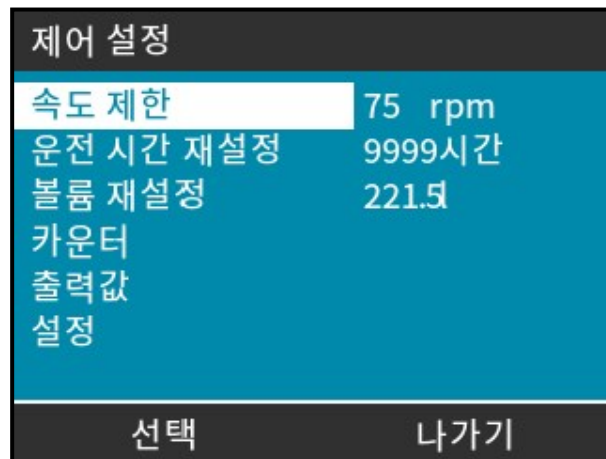 제어 설정
속도 제한 75 rpm
운전 시간 재설정 9999시간
볼륨 재설정 221.5l
카운터
출력값
설정
선택 나가기